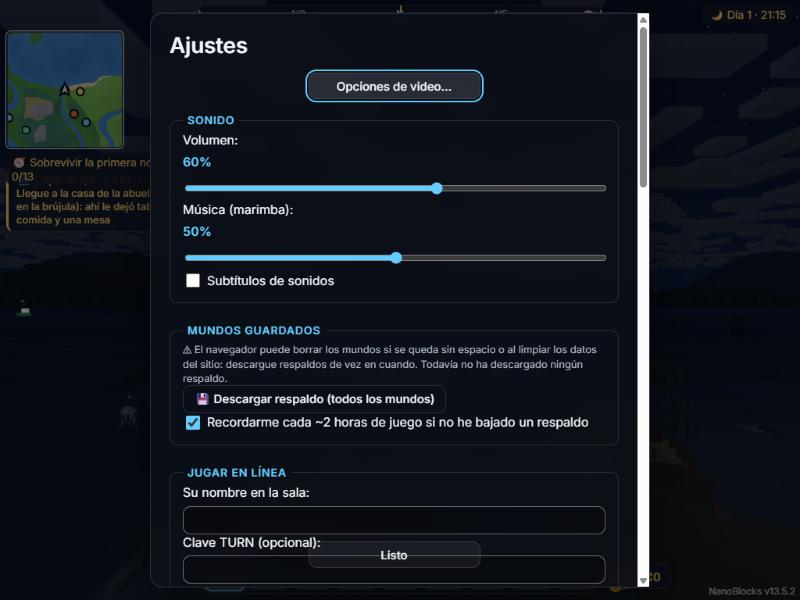 Día 1 · 21:15
Ajustes
Opciones de video...
SONIDO
Volumen:
60%
Música (marimba):
50%
Subtítulos de sonidos
MUNDOS GUARDADOS
⚠ El navegador puede borrar los mundos si se queda sin espacio o al limpiar los datos
del sitio: descargue respaldos de vez en cuando. Todavía no ha descargado ningún
respaldo.
Descargar respaldo (todos los mundos)
Recordarme cada ~2 horas de juego si no he bajado un respaldo
JUGAR EN LÍNEA
Su nombre en la sala:
Clave TURN (opcional):
Listo
Sobrevivir la primera
0/13
Llegue a la casa de la abuel
en la brújula): ahí le dejó
comida y una mesa
NanoBlocks v13.5.2